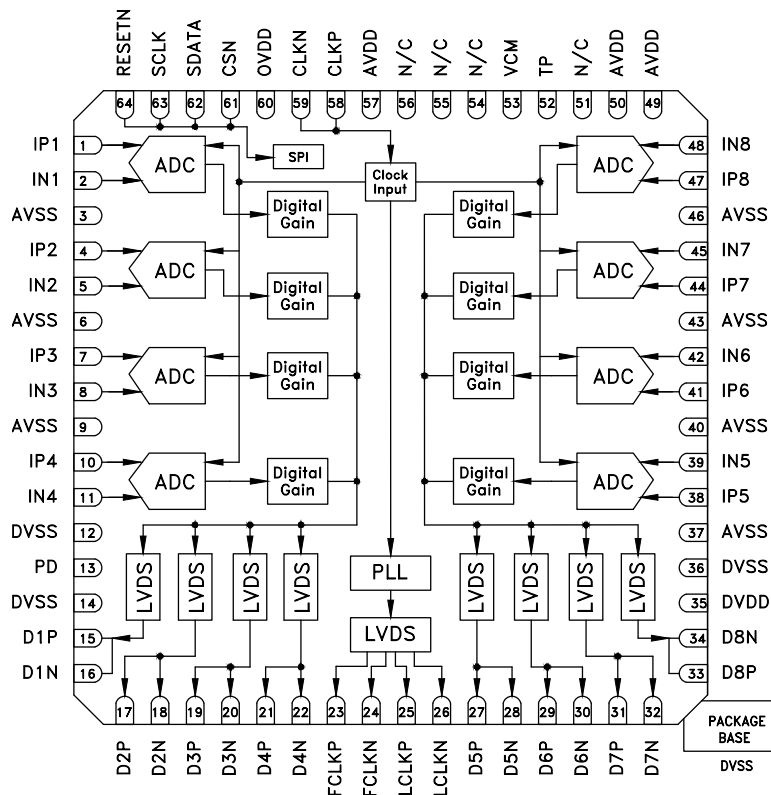 RESETN SCLK SDATA CSN OVDD CLKN CLKP AVDD N/C N/C N/C VCM TP N/C AVDD AVDD
64 63 62 61 60 59 58 57 56 55 54 53 52 51 50 49
IP1 1 48 IN8
ADC SPI Clock Input ADC
IN1 2 47 IP8
AVSS 3 Digital Gain Digital Gain 46 AVSS
IP2 4 45 IN7
ADC ADC
IN2 5 Digital Gain Digital Gain 44 IP7
AVSS 6 43 AVSS
IP3 7 42 IN6
ADC Digital Gain Digital Gain ADC
IN3 8 41 IP6
AVSS 9 40 AVSS
IP4 10 39 IN5
ADC Digital Gain Digital Gain ADC
IN4 11 38 IP5
DVSS 12 37 AVSS
PD 13 LVDS LVDS LVDS LVDS PLL LVDS LVDS LVDS LVDS 36 DVSS
DVSS 14 35 DVDD
D1P 15 LVDS 34 D8N
D1N 16 33 D8P
17 18 19 20 21 22 23 24 25 26 27 28 29 30 31 32
D2P D2N D3P D3N D4P D4N FCLKP FCLKN LCLKP LCLKN D5P D5N D6P D6N D7P D7N
PACKAGE
BASE
DVSS